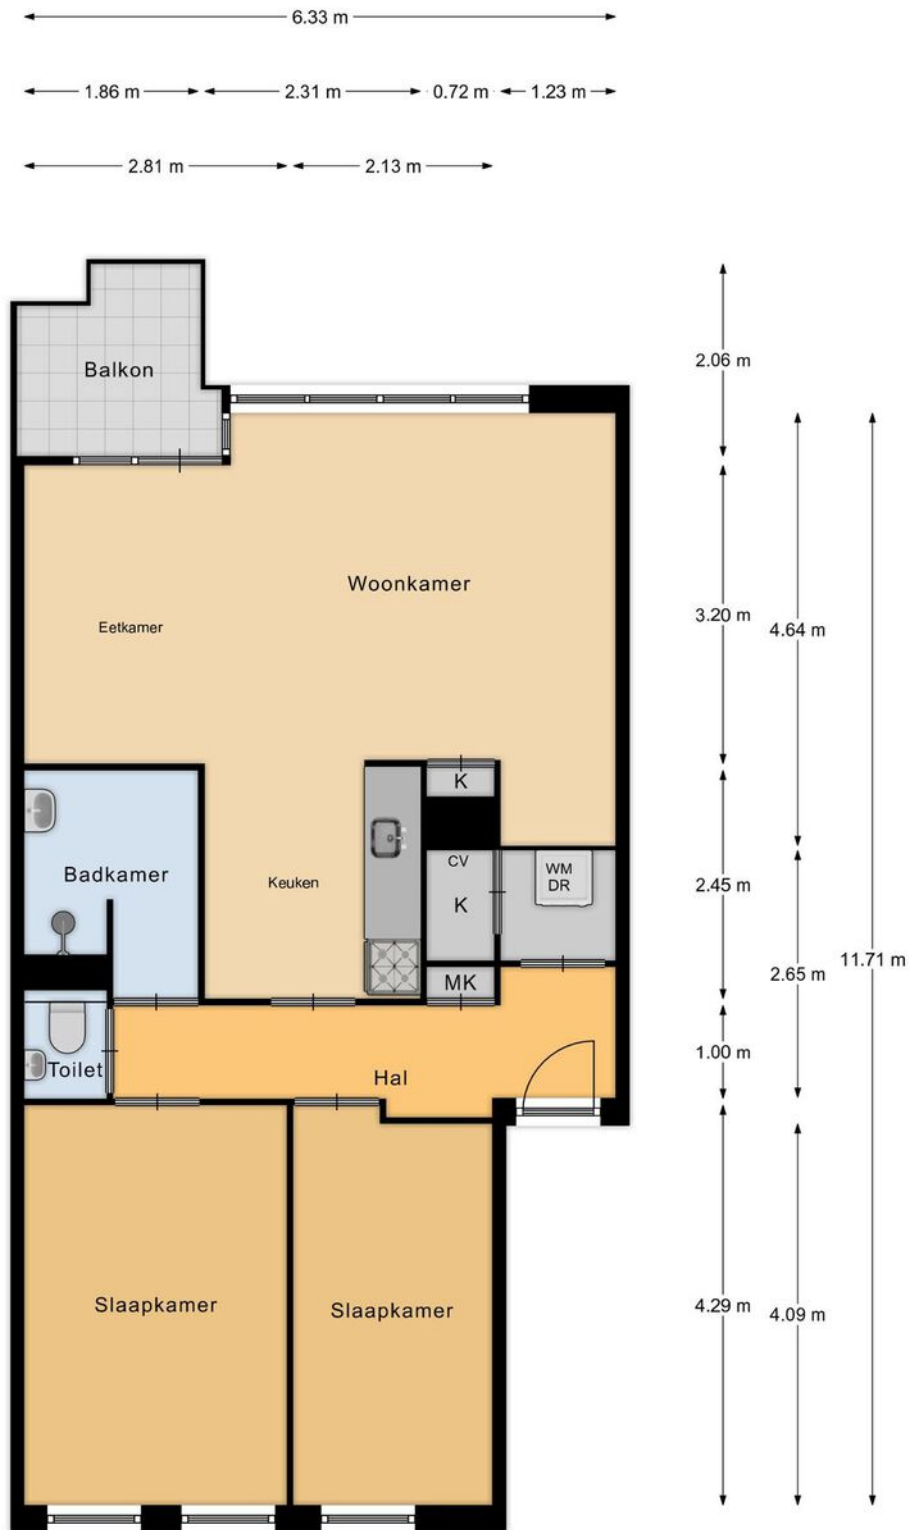 6.33 m
1.86 m 2.31 m 0.72 m 1.23 m
2.81 m 2.13 m
2.06 m
Balkon
Woonkamer
3.20 m
Eetkamer
4.64 m
K
CV
WM
DR
Badkamer
Keuken
2.45 m
K
11.71 m
2.65 m
MK
1.00 m
Toilet
Hal
Slaapkamer
4.29 m
Slaapkamer
4.09 m